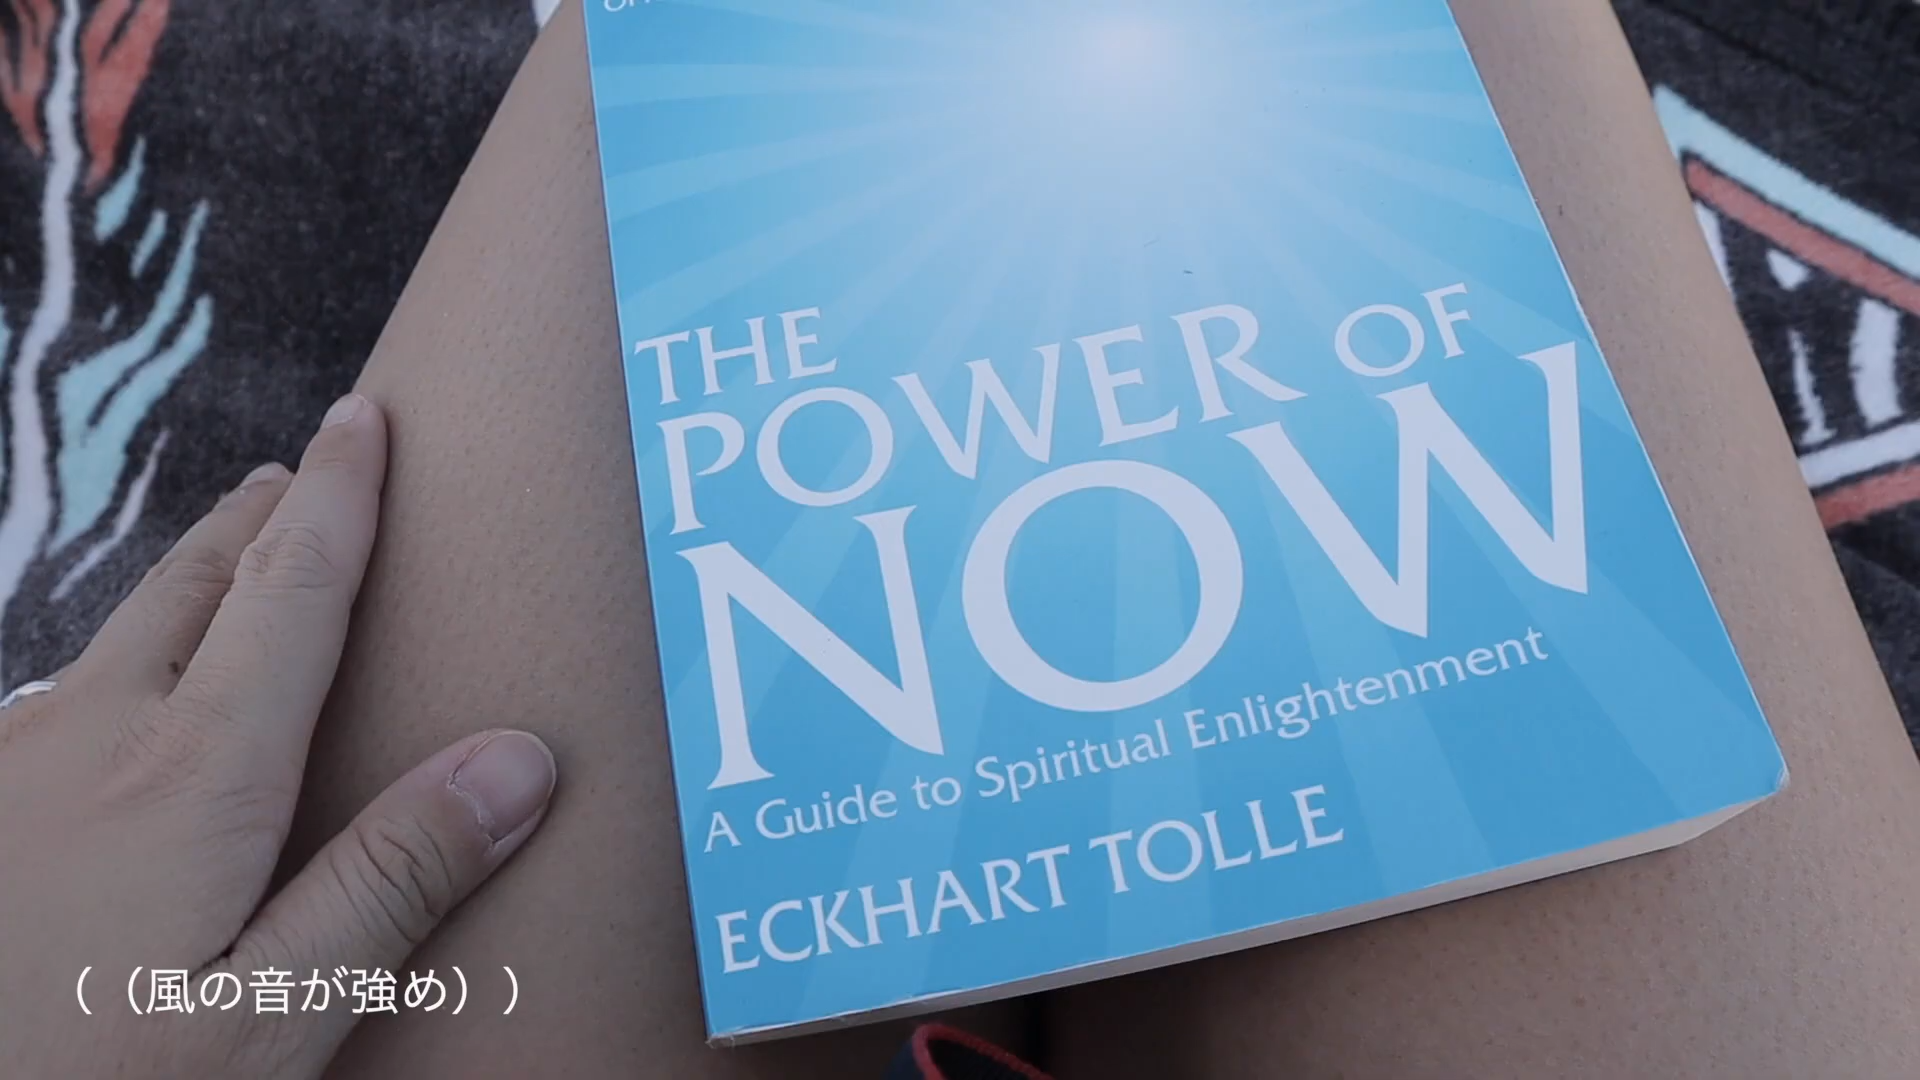 THE
POWER OF
NOW
A Guide to Spiritual Enlightenment
ECKHART TOLLE
（（風の音が強め））